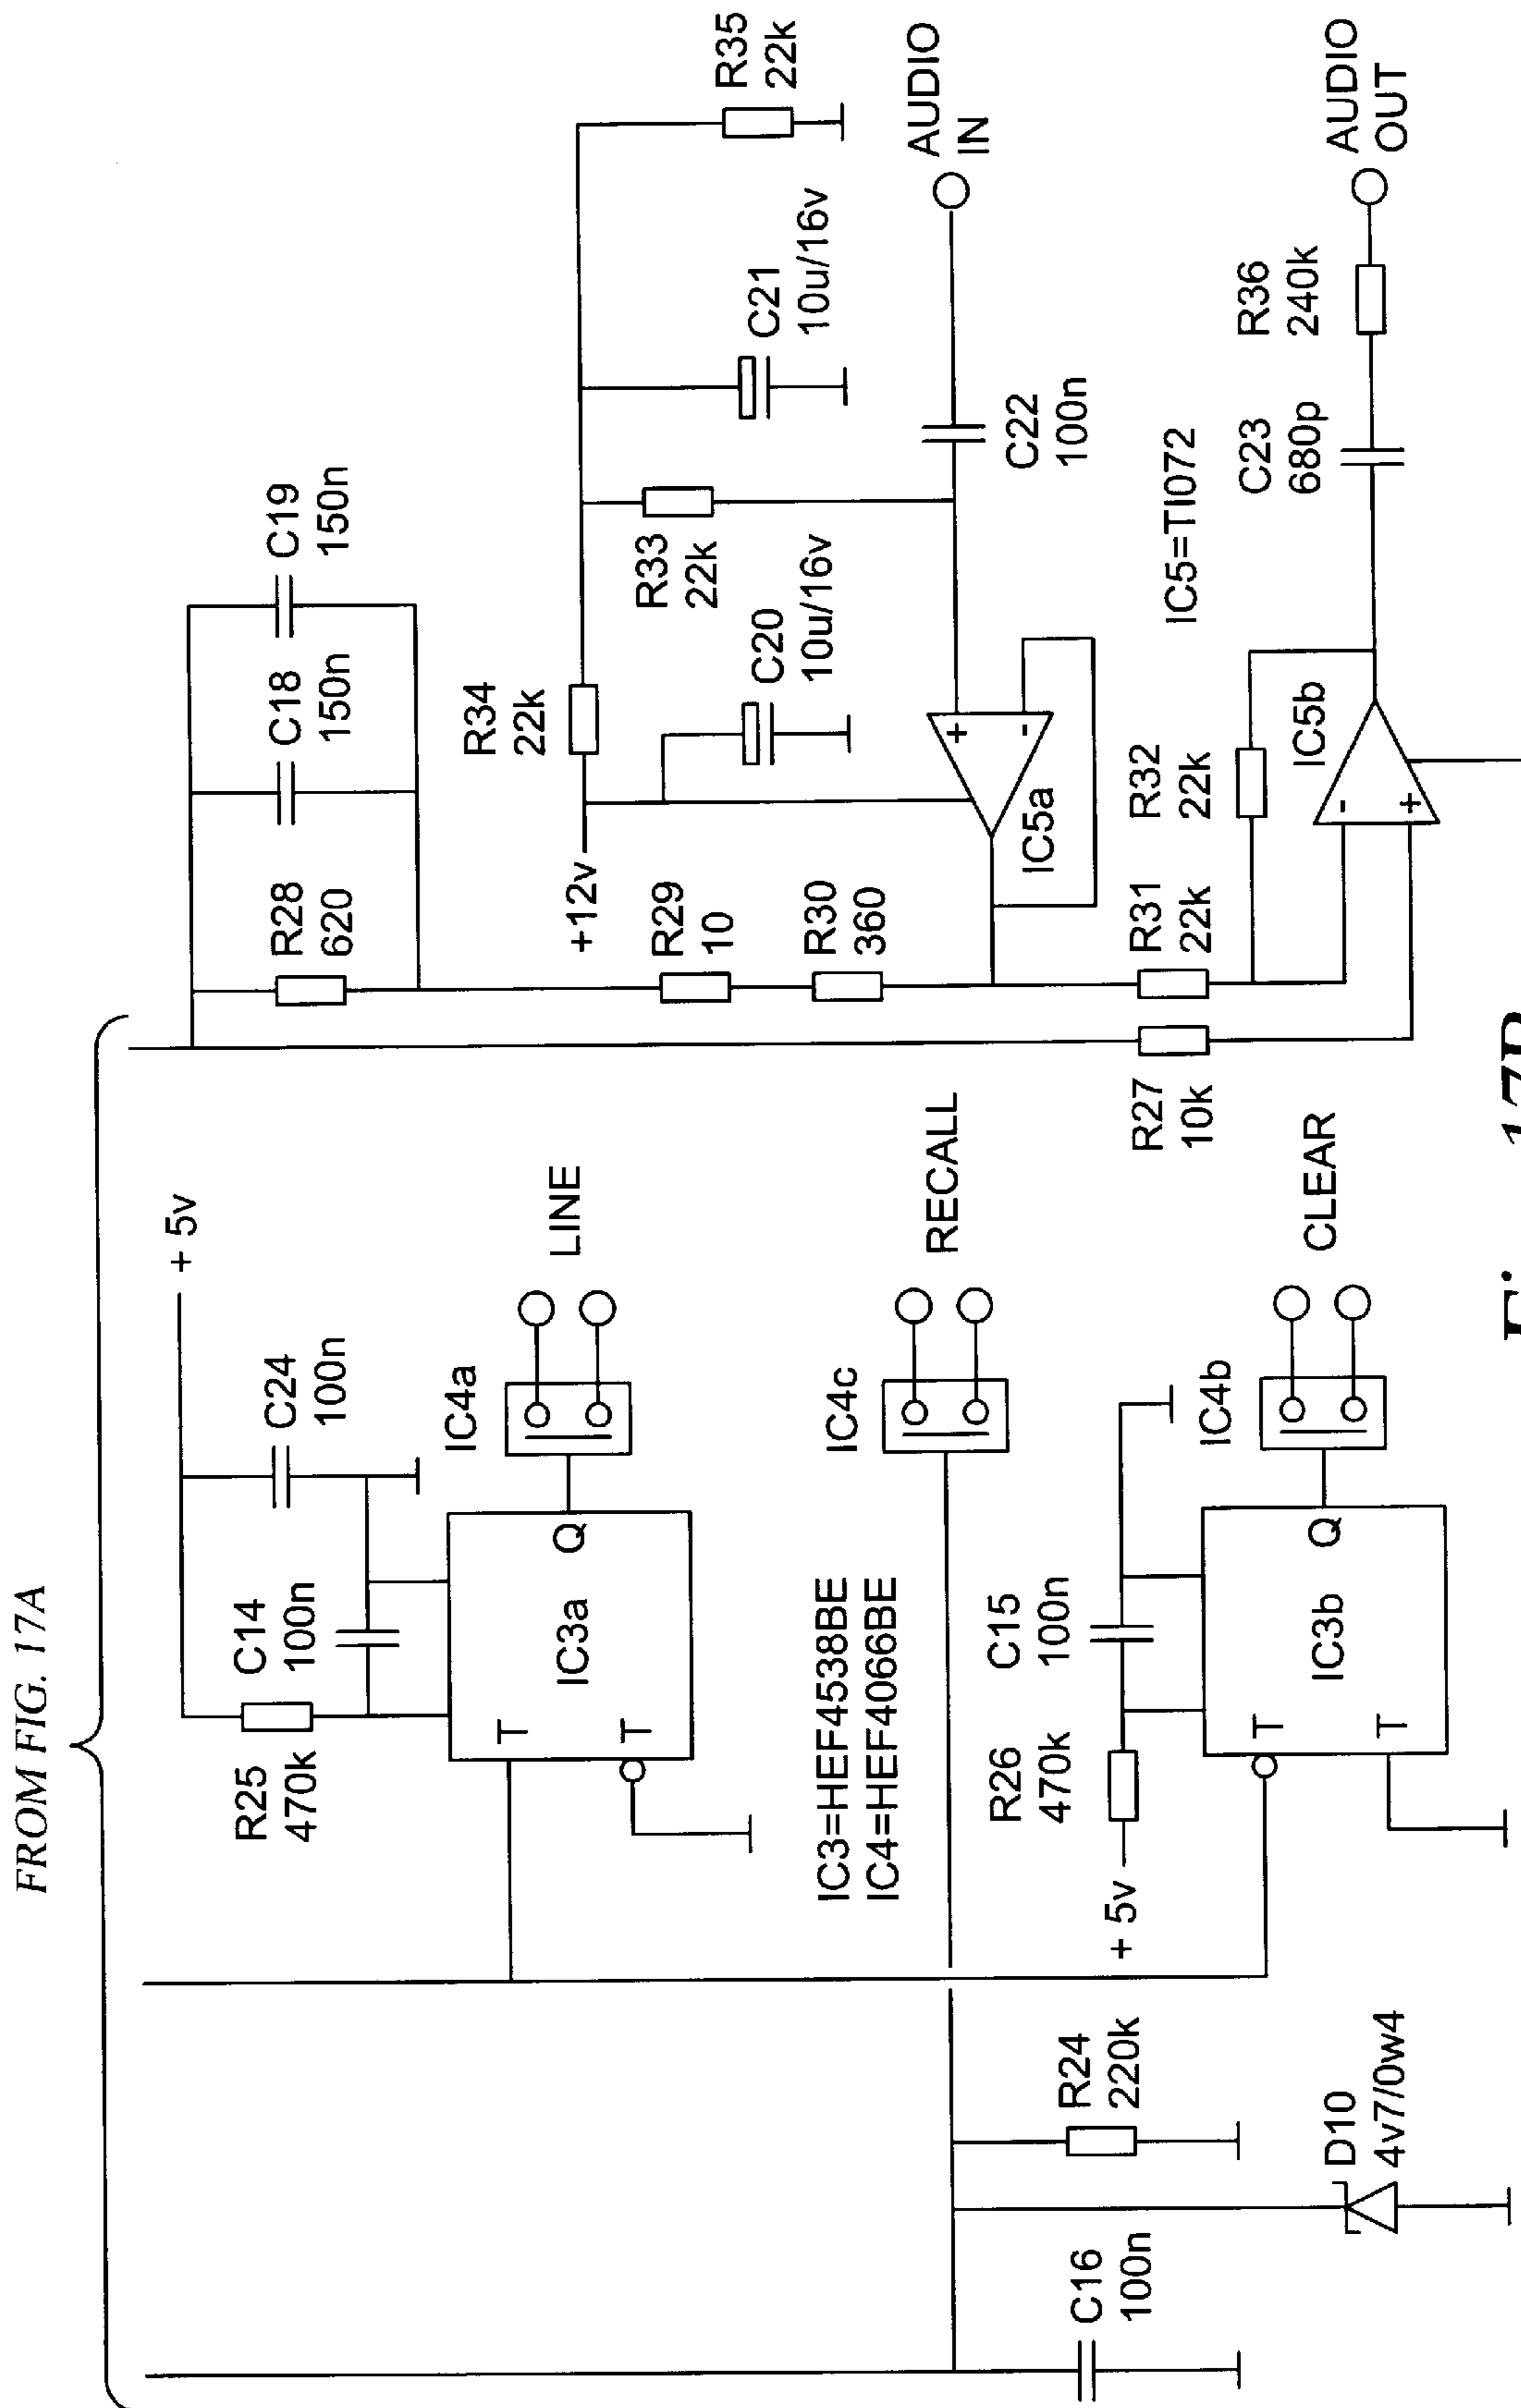 FROM FIG. 17A
+ 5v
R25
470k
C14
100n
C24
100n
T
T
Q
IC3a
IC4a
LINE
IC3=HEF4538BE
IC4=HEF4066BE
IC4c
RECALL
C16
100n
D10
4v7/0w4
R24
220k
+ 5v
R26
470k
C15
100n
T
T
Q
IC3b
IC4b
CLEAR
R28
620
C18
150n
C19
150n
+12v
R34
22k
R29
10
R30
360
C20
10u/16v
R33
22k
C21
10u/16v
R35
22k
+
-
IC5a
C22
100n
AUDIO
IN
R27
10k
R31
22k
R32
22k
IC5=TI072
-
+
IC5b
C23
680p
R36
240k
AUDIO
OUT